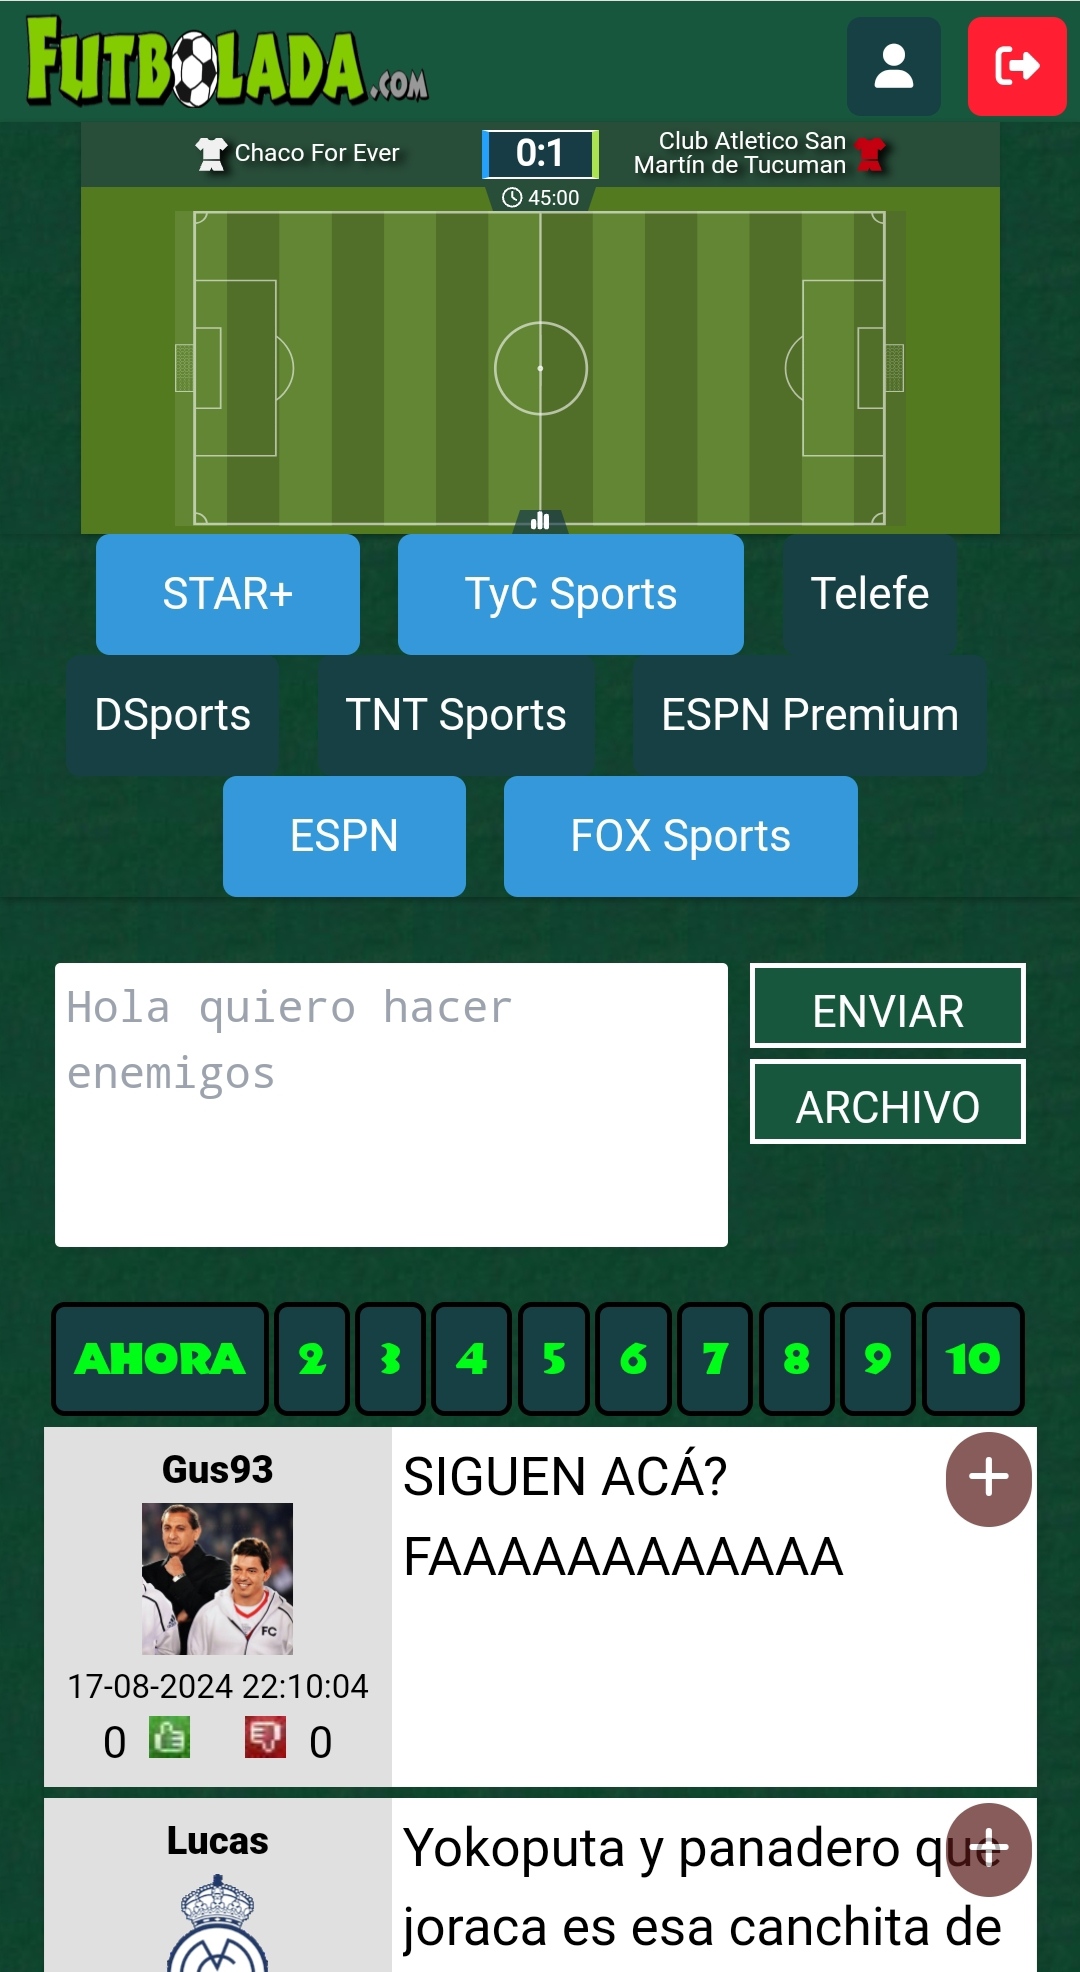 FUTBOLADA.COM
Chaco For Ever
0:1
Club Atletico San
Martín de Tucuman
45:00
STAR+
TyC Sports
Telefe
DSports
TNT Sports
ESPN Premium
ESPN
FOX Sports
Hola quiero hacer
enemigos
ENVIAR
ARCHIVO
AHORA 2 3 4 5 6 7 8 9 10
Gus93
FC
17-08-2024 22:10:04
0 0
SIGUEN ACÁ?
FAAAAAAAAAAAA
Lucas
Yokoputa y panadero que
joraca es esa canchita de